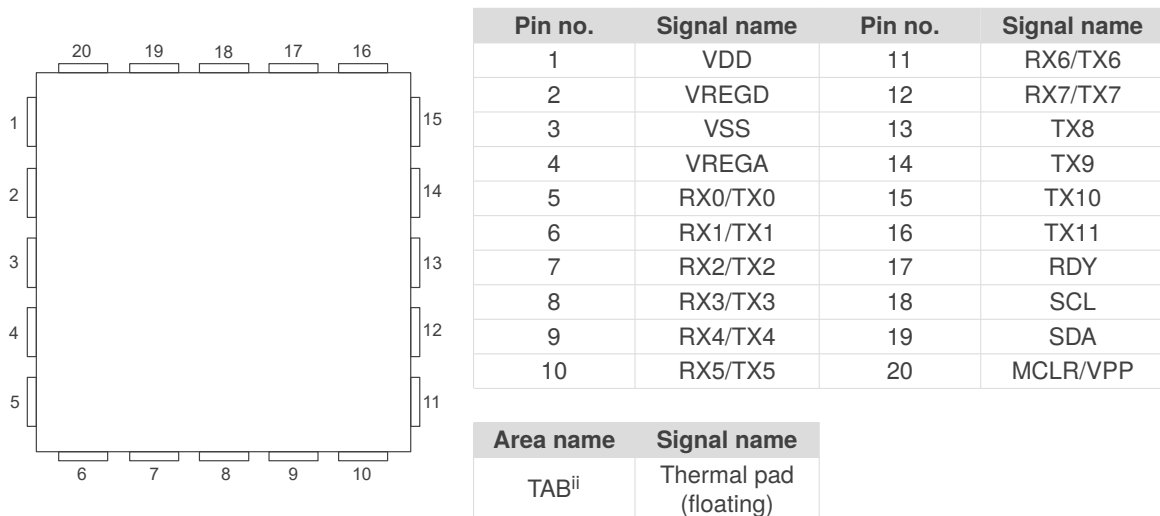 20 19 18 17 16
1
2
3
4
5
15
14
13
12
11
6 7 8 9 10
Pin no. Signal name Pin no. Signal name
1 VDD 11 RX6/TX6
2 VREGD 12 RX7/TX7
3 VSS 13 TX8
4 VREGA 14 TX9
5 RX0/TX0 15 TX10
6 RX1/TX1 16 TX11
7 RX2/TX2 17 RDY
8 RX3/TX3 18 SCL
9 RX4/TX4 19 SDA
10 RX5/TX5 20 MCLR/VPP
Area name Signal name
TABii Thermal pad
(floating)